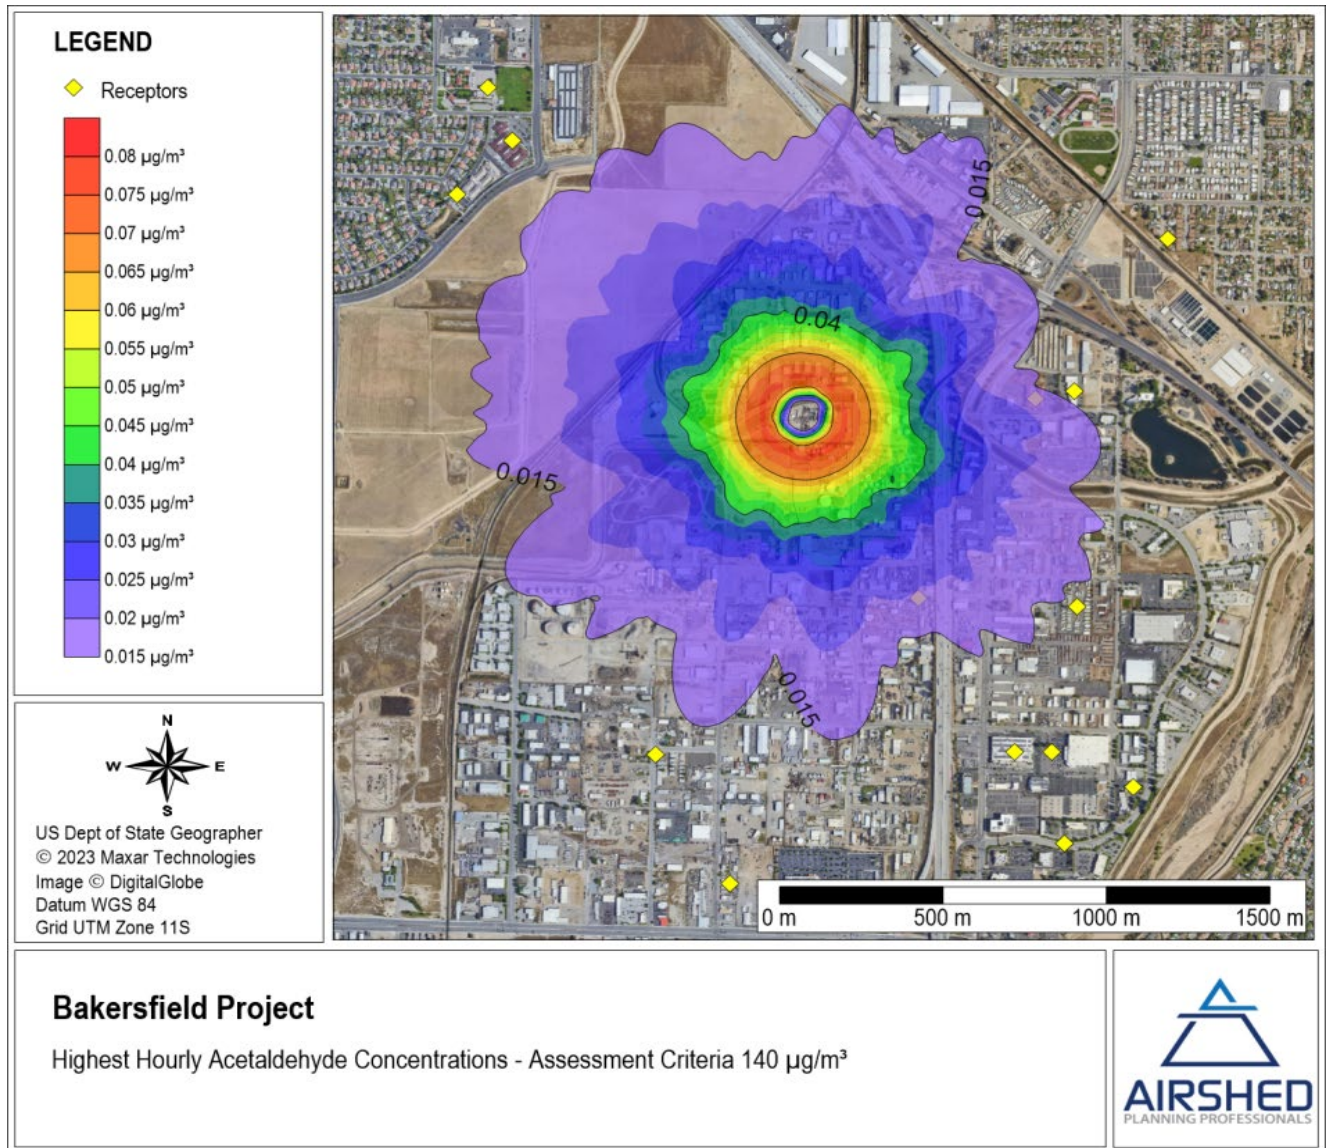 LEGEND
Receptors
0.08 µg/m³
0.075 µg/m³
0.07 µg/m³
0.065 µg/m³
0.06 µg/m³
0.055 µg/m³
0.05 µg/m³
0.045 µg/m³
0.04 µg/m³
0.035 µg/m³
0.03 µg/m³
0.025 µg/m³
0.02 µg/m³
0.015 µg/m³
0.015
0.04
0.015
0.015
0 m 500 m 1000 m 1500 m
N
W E
S
US Dept of State Geographer
© 2023 Maxar Technologies
Image © DigitalGlobe
Datum WGS 84
Grid UTM Zone 11S
Bakersfield Project
Highest Hourly Acetaldehyde Concentrations - Assessment Criteria 140 µg/m³
AIRSHED
PLANNING PROFESSIONALS